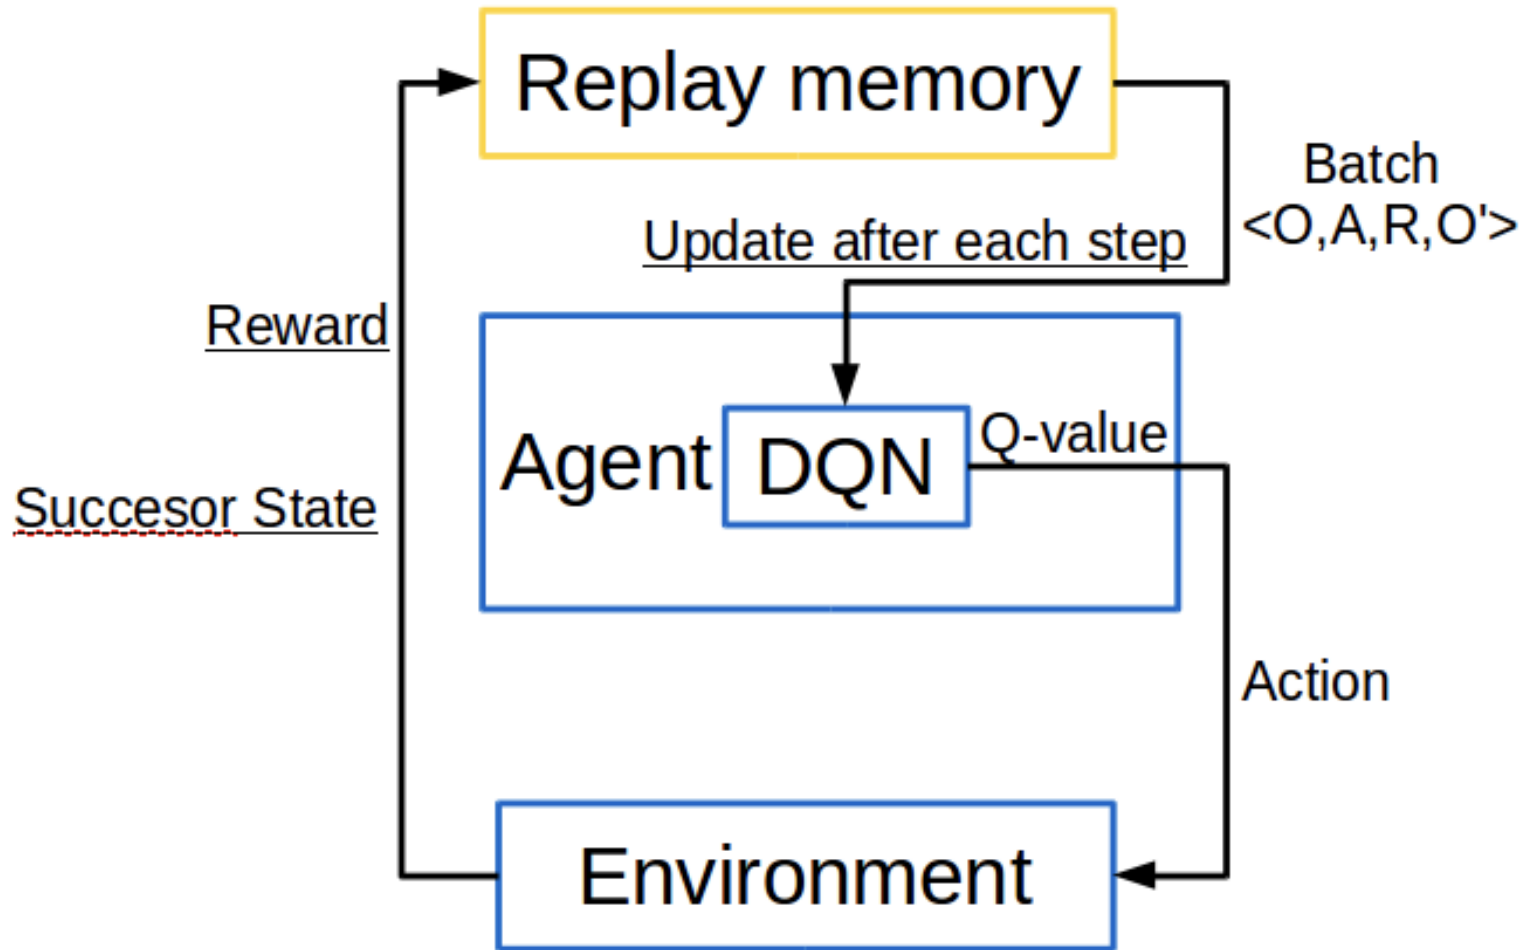 Replay memory
Batch
<O,A,R,O'>
Update after each step
Reward
Agent
DQN
Q-value
Succesor State
Action
Environment